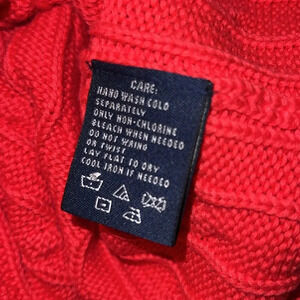 CARE:
HAND WASH COLD
SEPARATELY
ONLY NON-CHLORINE
BLEACH WHEN NEEDED
DO NOT WRING
OR TWIST
LAY FLAT TO DRY
COOL IRON IF NEEDED